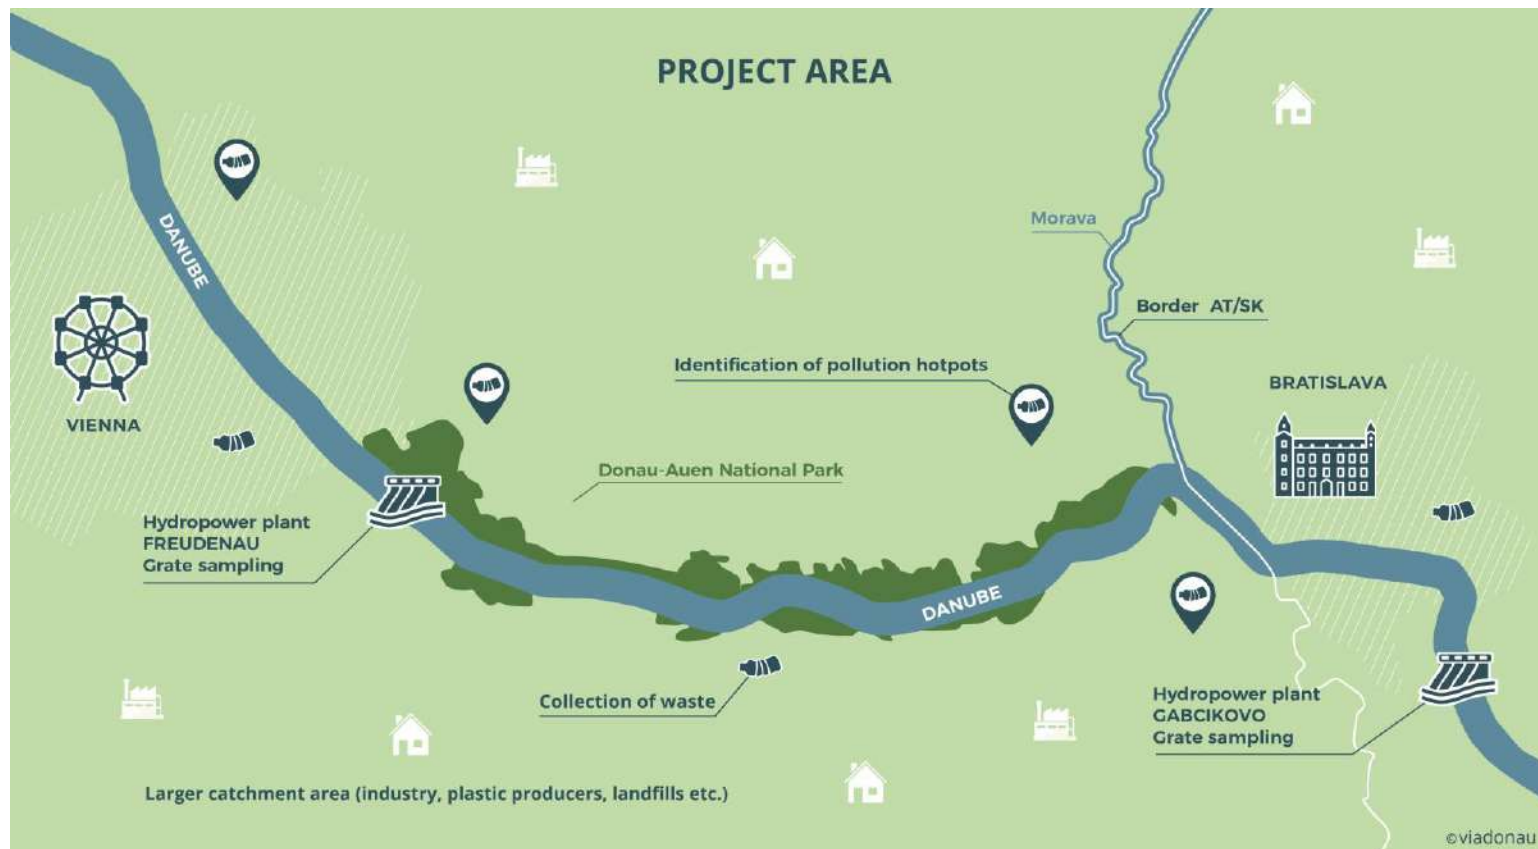 PROJECT AREA
DANUBE
Morava
Border AT/SK
Identification of pollution hotpots
BRATISLAVA
VIENNA
Donau-Auen National Park
Hydropower plant
FREUDENAU
Grate sampling
DANUBE
Collection of waste
Hydropower plant
GABCIKOVO
Grate sampling
Larger catchment area (industry, plastic producers, landfills etc.)
©viadonau